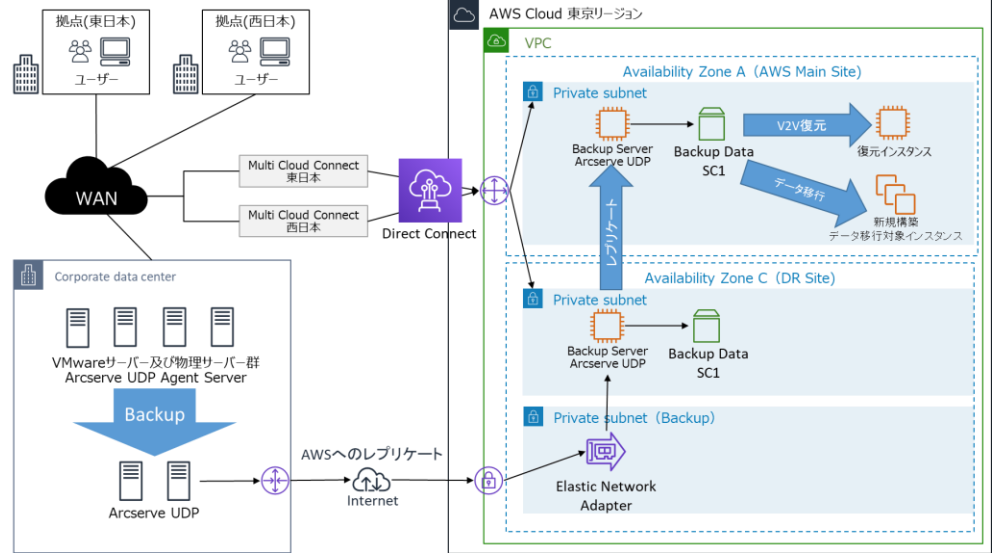 拠点(東日本)
ユーザー
拠点(西日本)
ユーザー
WAN
Multi Cloud Connect
東日本
Multi Cloud Connect
西日本
Direct Connect
Corporate data center
VMwareサーバー及び物理サーバー群
Arcserve UDP Agent Server
Backup
Arcserve UDP
AWSへのレプリケート
Internet
AWS Cloud 東京リージョン
VPC
Availability Zone A（AWS Main Site）
Private subnet
Backup Server
Arcserve UDP
Backup Data
SC1
V2V復元
復元インスタンス
データ移行
新規構築
データ移行対象インスタンス
レプリケート
Availability Zone C（DR Site）
Private subnet
Backup Server
Arcserve UDP
Backup Data
SC1
Private subnet（Backup）
Elastic Network
Adapter